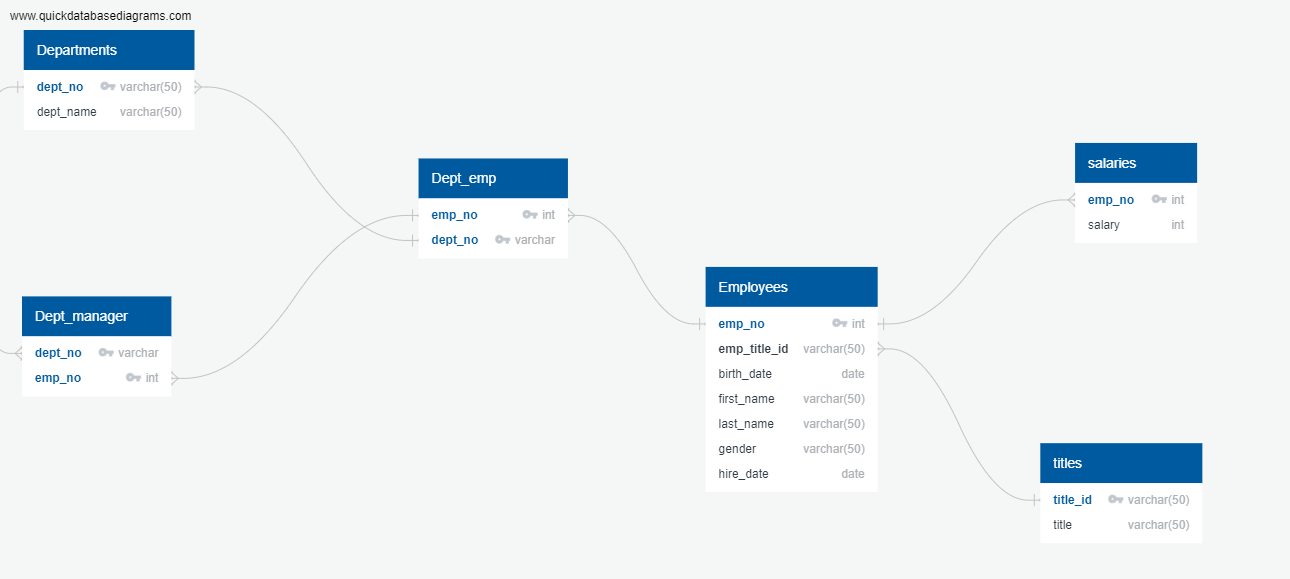 www.quickdatabasediagrams.com
Departments
dept_no varchar(50)
dept_name varchar(50)
Dept_emp
emp_no int
dept_no varchar
Dept_manager
dept_no varchar
emp_no int
Employees
emp_no int
emp_title_id varchar(50)
birth_date date
first_name varchar(50)
last_name varchar(50)
gender varchar(50)
hire_date date
salaries
emp_no int
salary int
titles
title_id varchar(50)
title varchar(50)